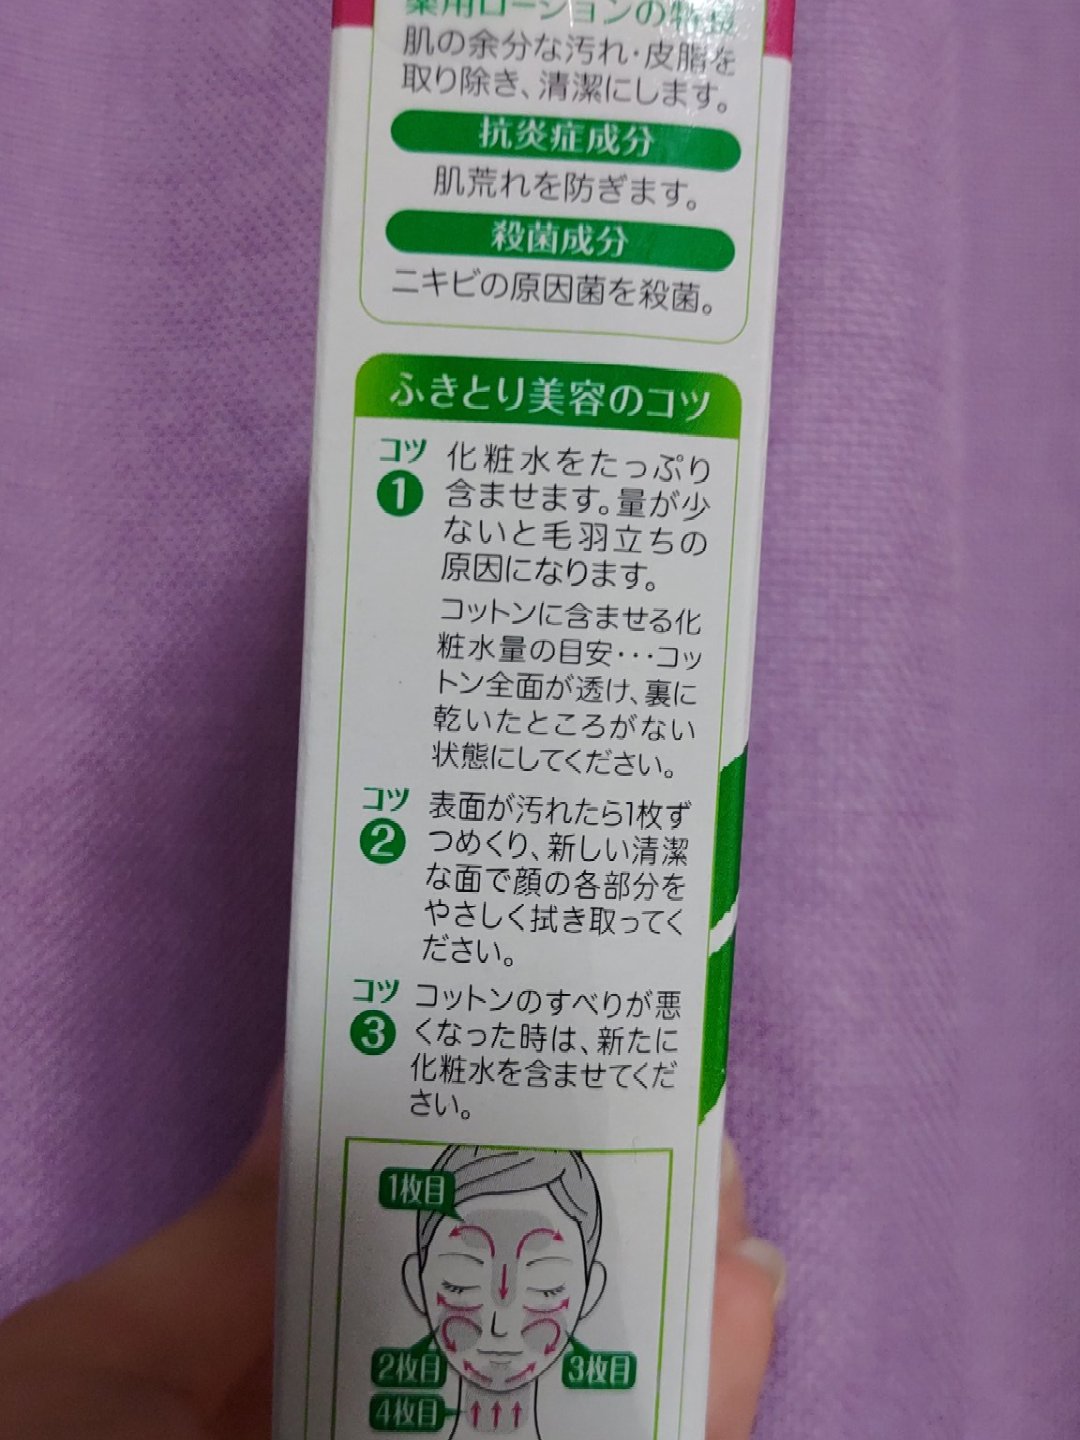 薬用ローションの特長
肌の余分な汚れ・皮脂を
取り除き、清潔にします。
抗炎症成分
肌荒れを防ぎます。
殺菌成分
ニキビの原因菌を殺菌。
ふきとり美容のコツ
コツ
1
化粧水をたっぷり
含ませます。量が少
ないと毛羽立ちの
原因になります。
コットンに含ませる化
粧水量の目安･･･コッ
トン全面が透け、裏に
乾いたところがない
状態にしてください。
コツ
2
表面が汚れたら1枚ず
つめくり、新しい清潔
な面で顔の各部分を
やさしく拭き取ってく
ださい。
コツ
3
コットンのすべりが悪
くなった時は、新たに
化粧水を含ませてくだ
さい。
1枚目
2枚目
3枚目
4枚目